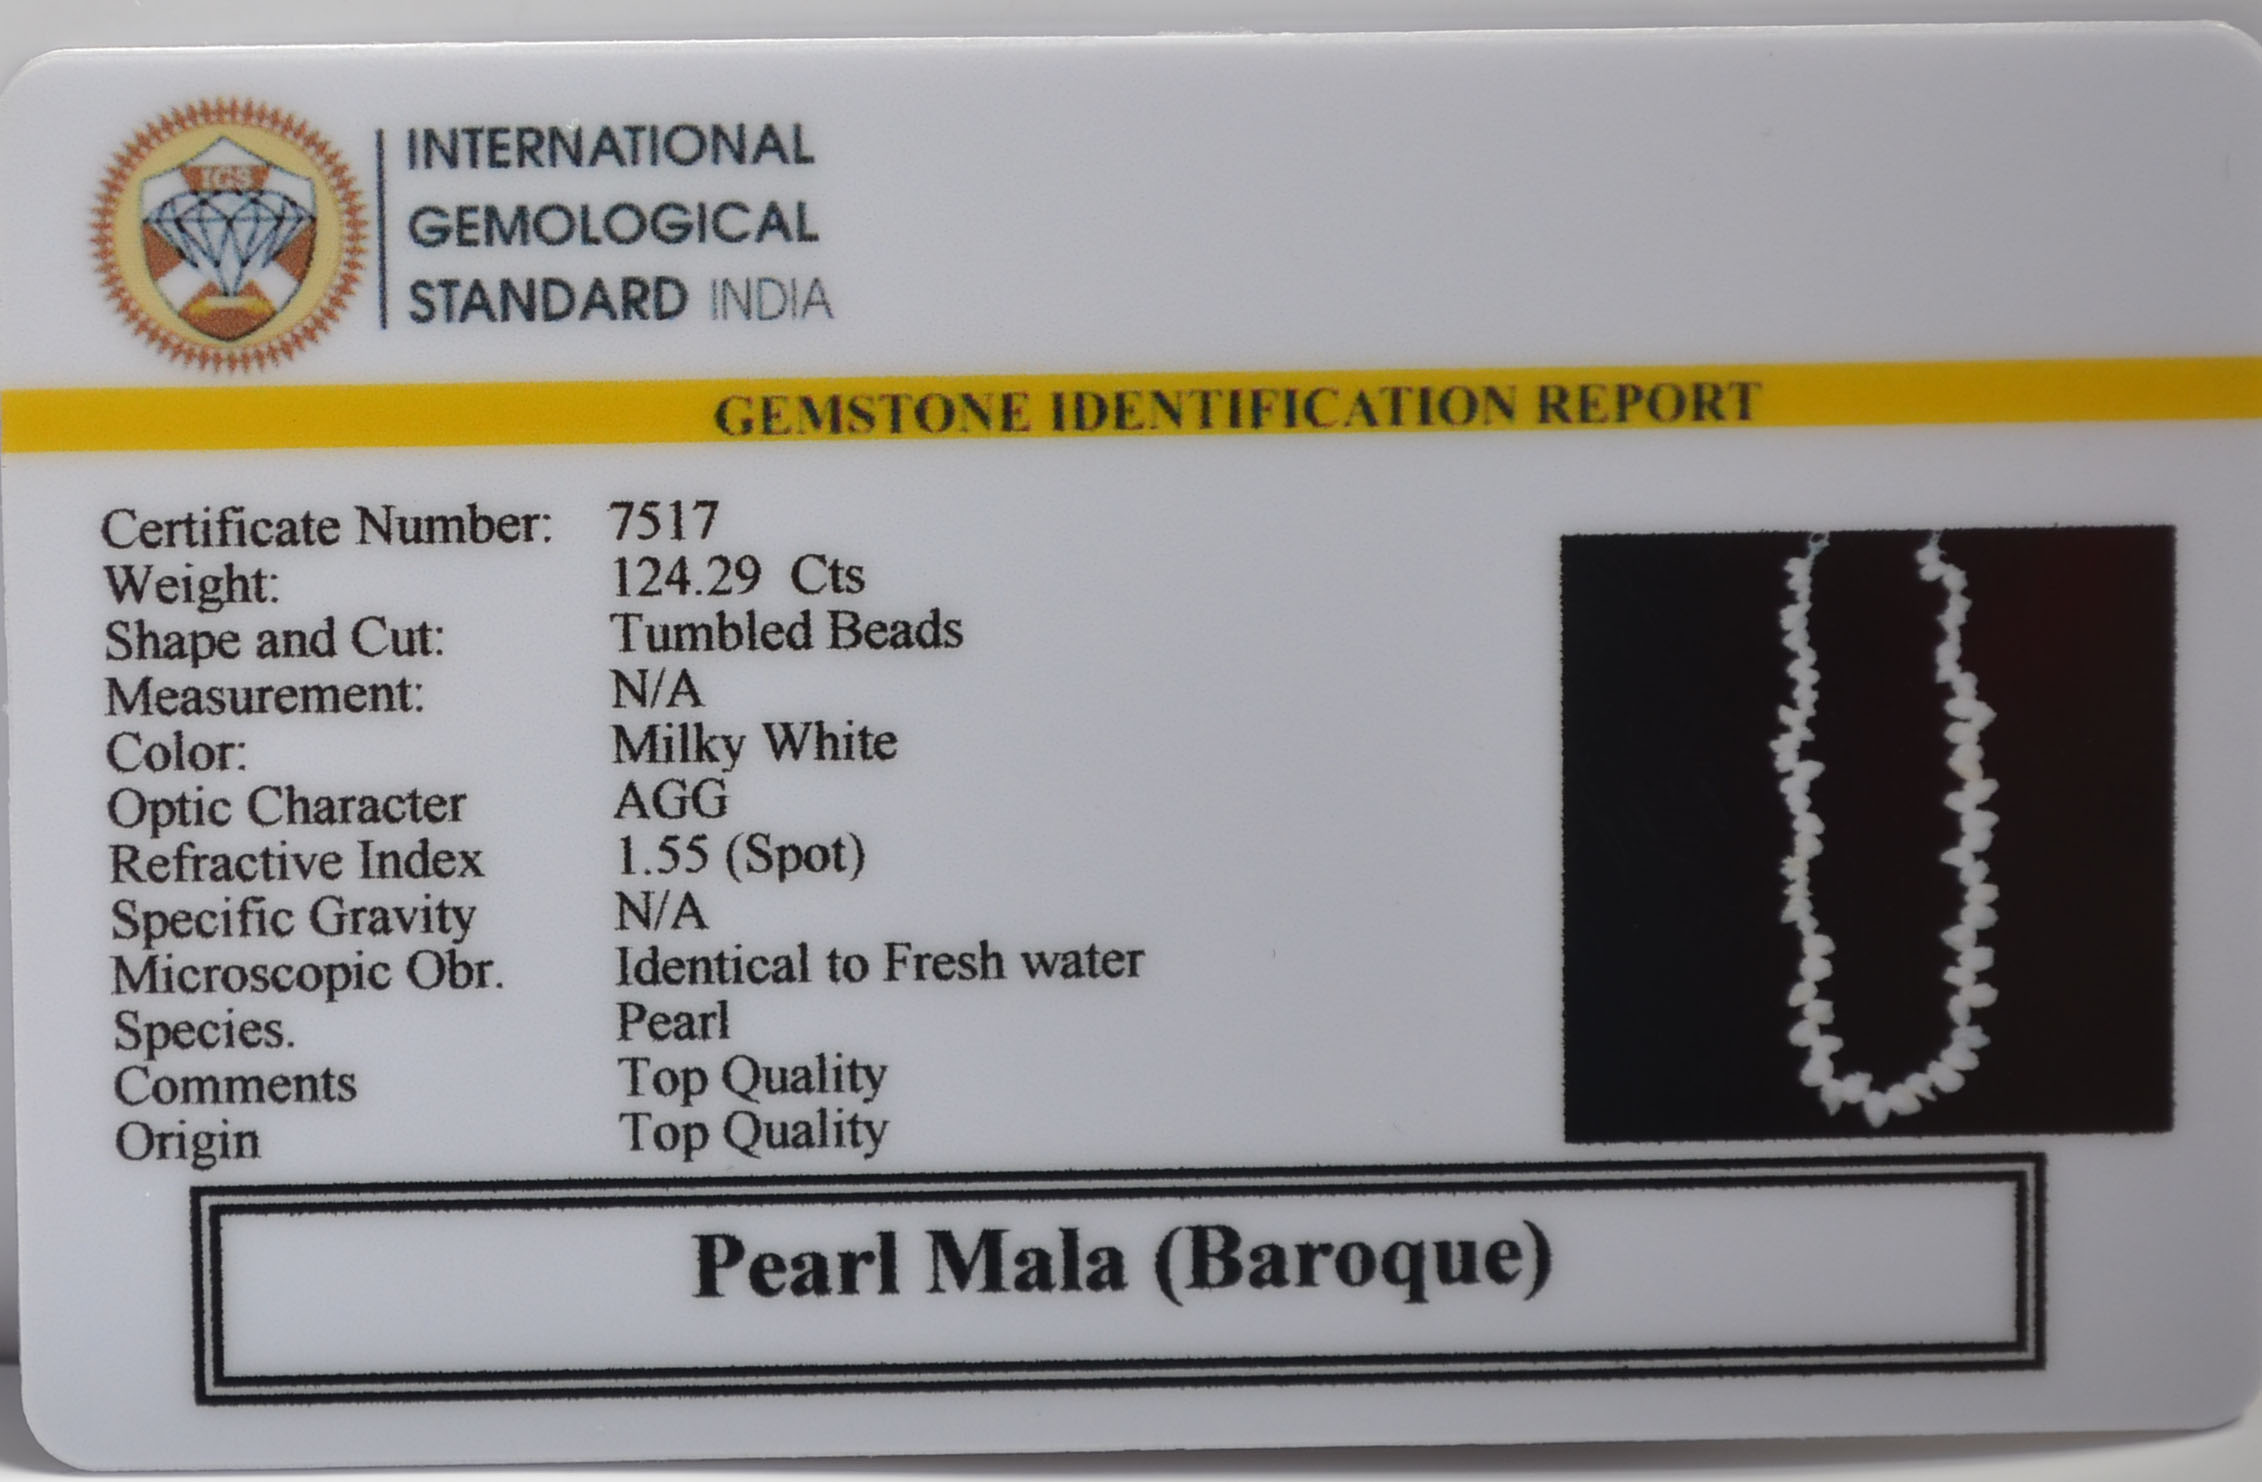 IGS
INTERNATIONAL
GEMOLOGICAL
STANDARD INDIA
GEMSTONE IDENTIFICATION REPORT
Certificate Number: 7517
Weight: 124.29 Cts
Shape and Cut: Tumbled Beads
Measurement: N/A
Color: Milky White
Optic Character AGG
Refractive Index 1.55 (Spot)
Specific Gravity N/A
Microscopic Obr. Identical to Fresh water
Species. Pearl
Comments Top Quality
Origin Top Quality
Pearl Mala (Baroque)